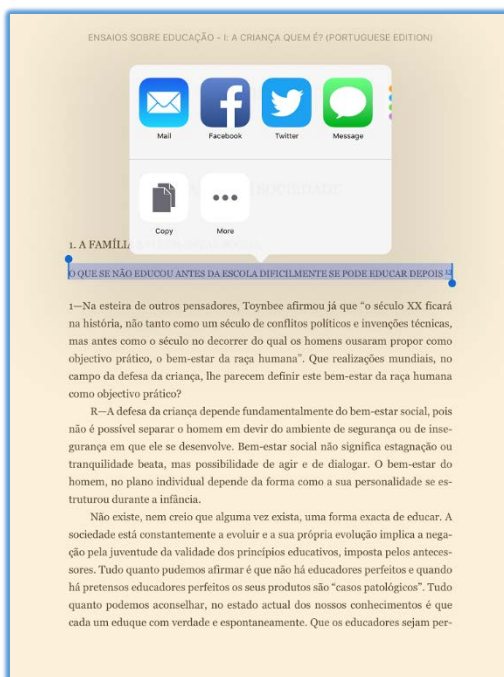 ENSAIOS SOBRE EDUCAÇÃO - I: A CRIANÇA QUEM É? (PORTUGUESE EDITION)
Mail Facebook Twitter Message
SOCIEDADE
Copy More
1. A FAMÍLI
O QUE SE NÃO EDUCOU ANTES DA ESCOLA DIFICILMENTE SE PODE EDUCAR DEPOIS
1—Na esteira de outros pensadores, Toynbee afirmou já que “o século XX ficará
na história, não tanto como um século de conflitos políticos e invenções técnicas,
mas antes como o século no decorrer do qual os homens ousaram propor como
objectivo prático, o bem-estar da raça humana”. Que realizações mundiais, no
campo da defesa da criança, lhe parecem definir este bem-estar da raça humana
como objectivo prático?
R—A defesa da criança depende fundamentalmente do bem-estar social, pois
não é possível separar o homem em devir do ambiente de segurança ou de inse-
gurança em que ele se desenvolve. Bem-estar social não significa estagnação ou
tranquilidade beata, mas possibilidade de agir e de dialogar. O bem-estar do
homem, no plano individual depende da forma como a sua personalidade se es-
truturou durante a infância.
Não existe, nem creio que alguma vez exista, uma forma exacta de educar. A
sociedade está constantemente a evoluir e a sua própria evolução implica a nega-
ção pela juventude da validade dos princípios educativos, imposta pelos anteces-
sores. Tudo quanto pudemos afirmar é que não há educadores perfeitos e quando
há pretensos educadores perfeitos os seus produtos são “casos patológicos”. Tudo
quanto podemos aconselhar, no estado actual dos nossos conhecimentos é que
cada um eduque com verdade e espontaneamente. Que os educadores sejam per-